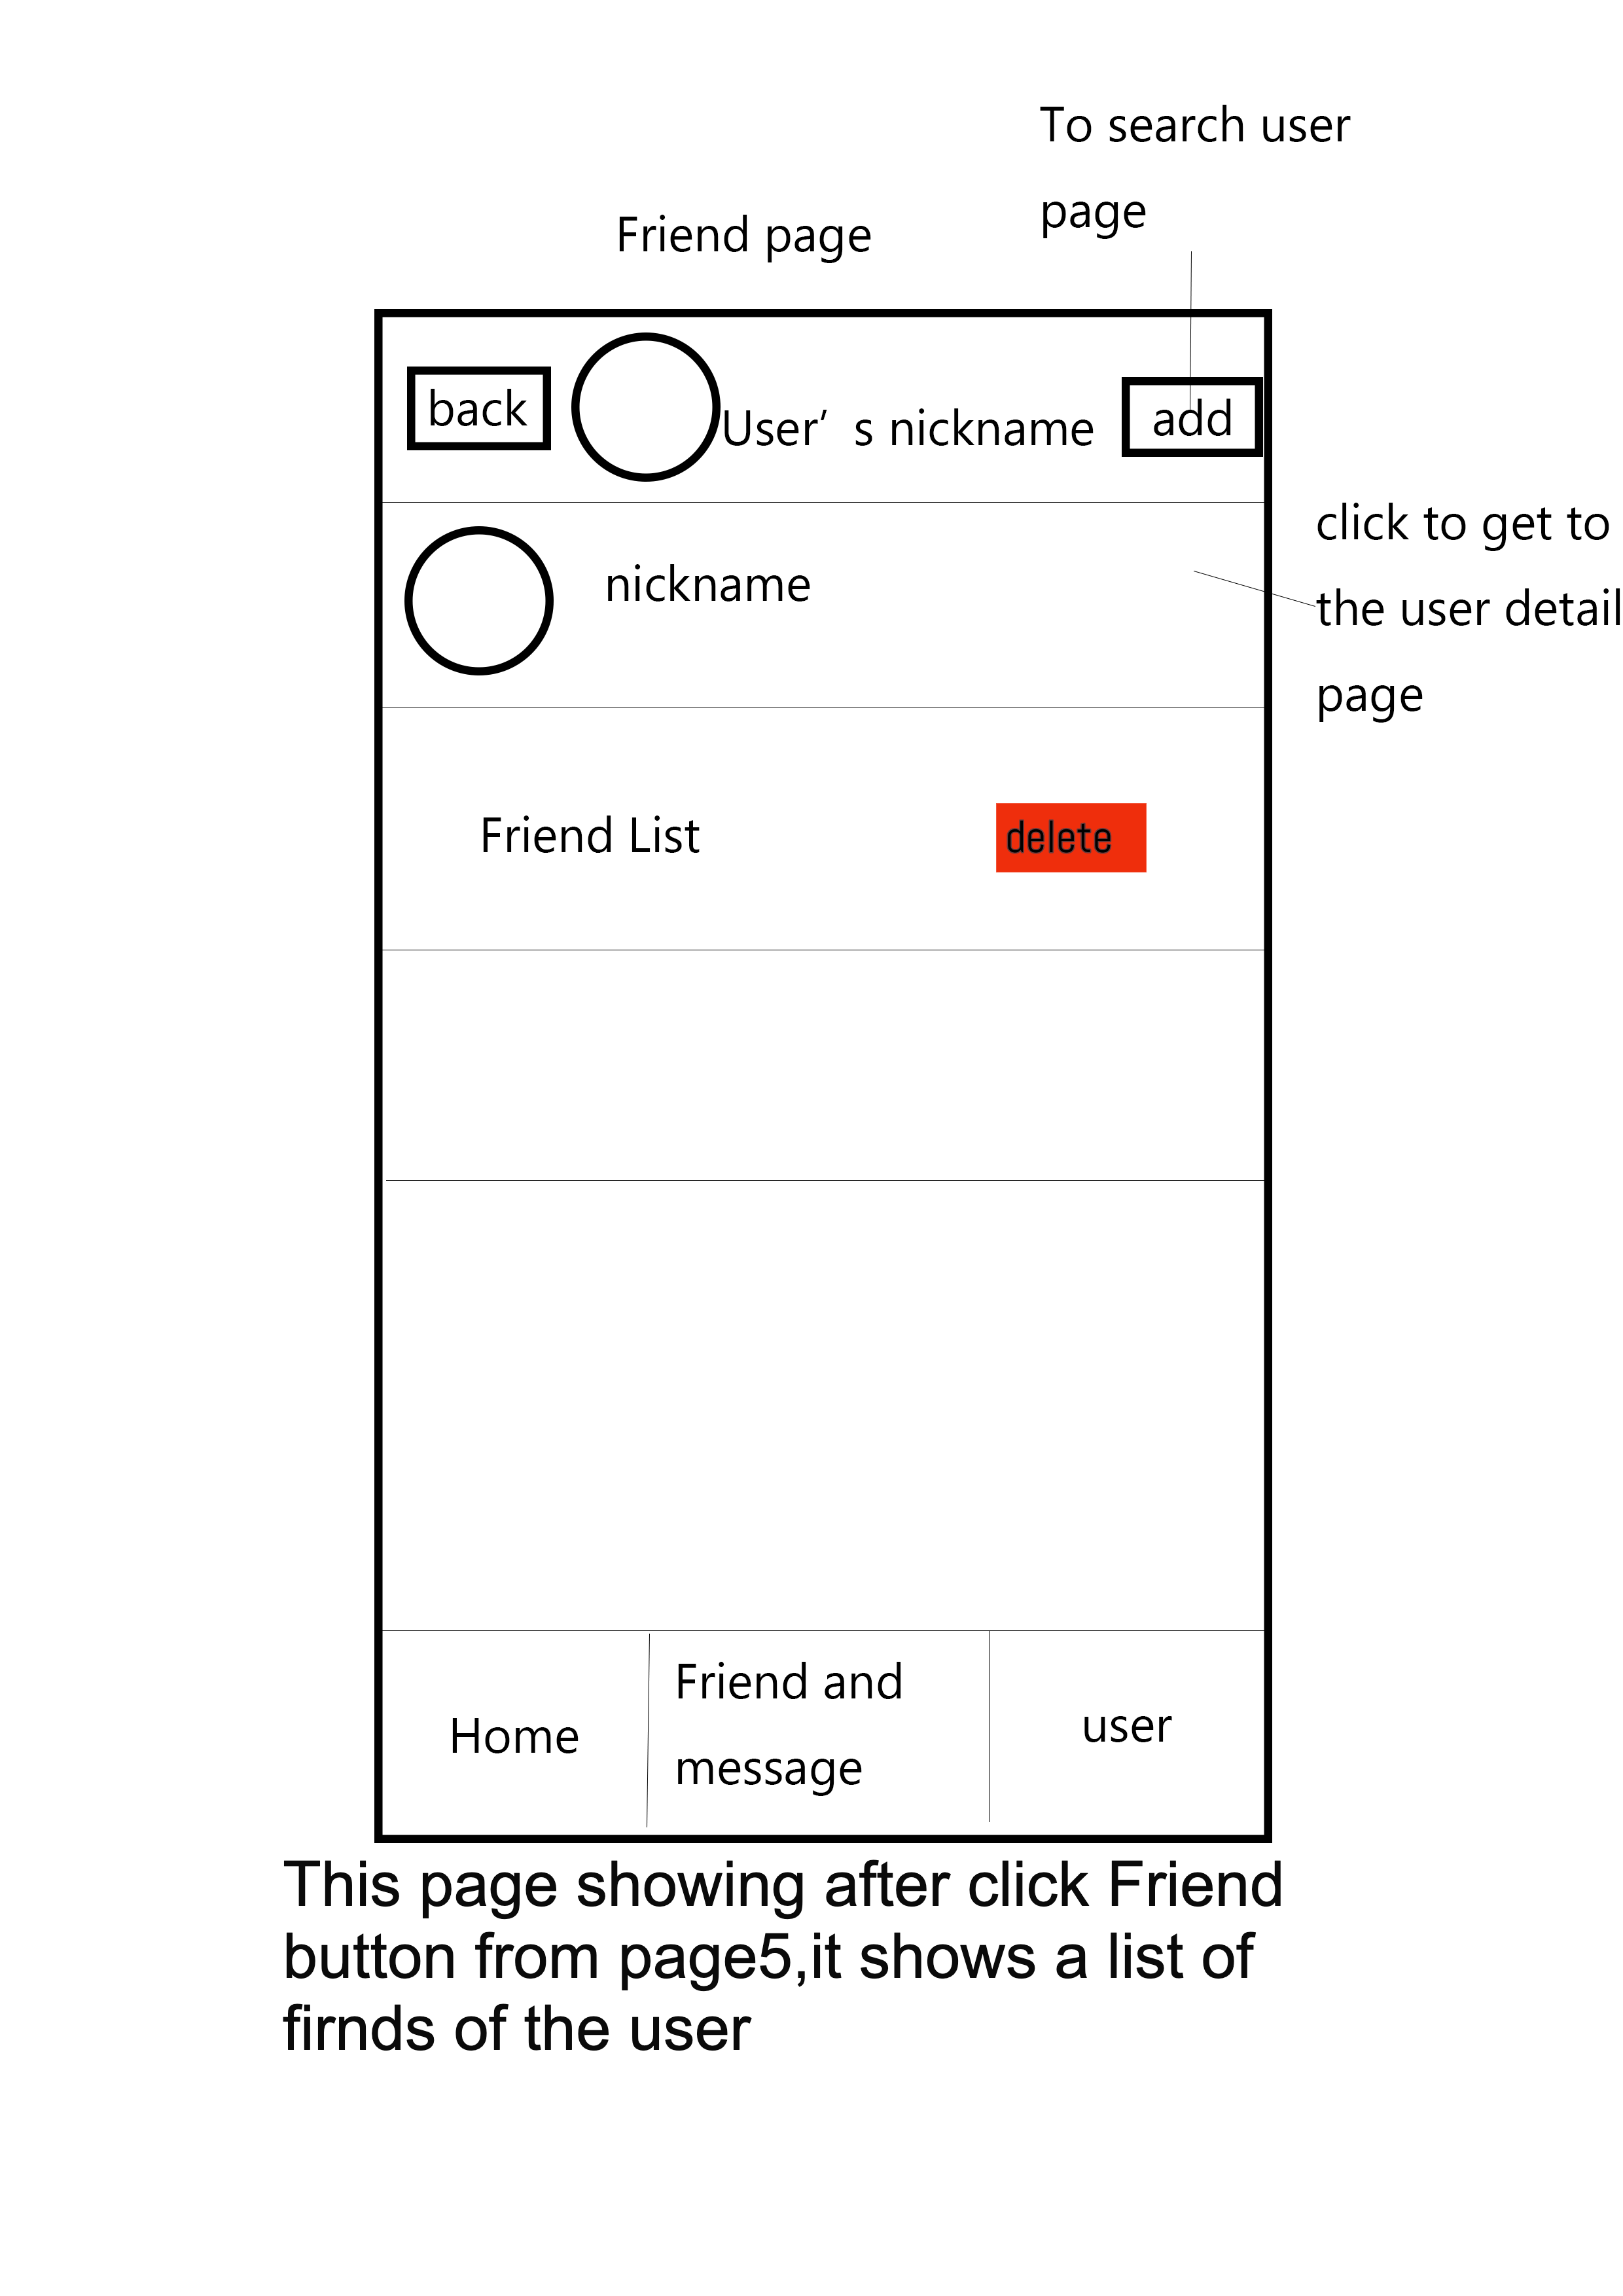 To search user
page
Friend page
back
User’ s nickname
add
click to get to
the user detail
page
nickname
Friend List
delete
Home
Friend and
message
user
This page showing after click Friend
button from page5,it shows a list of
firnds of the user